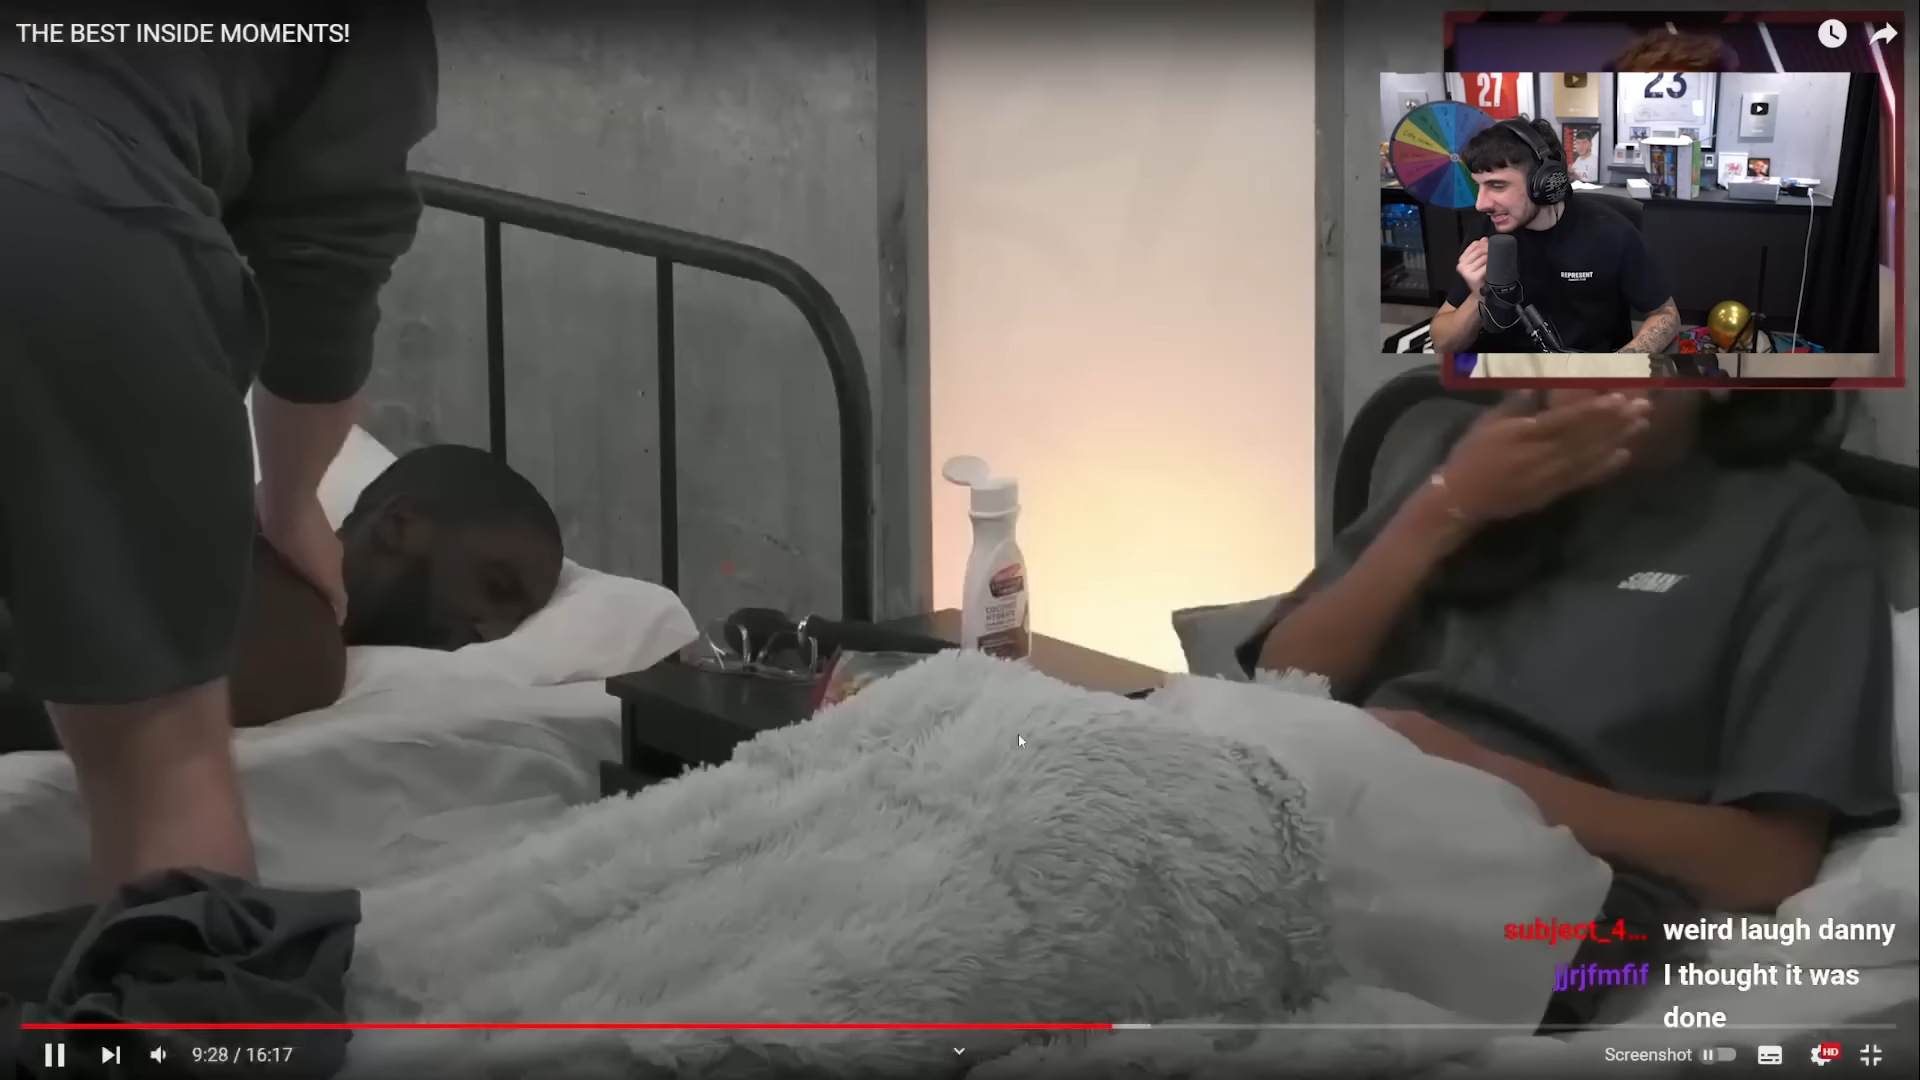 THE BEST INSIDE MOMENTS!
27
23
REPRESENT
COCONUT
subject_4... weird laugh danny
jjrjfmfif I thought it was
done
9:28 / 16:17
Screenshot
HD